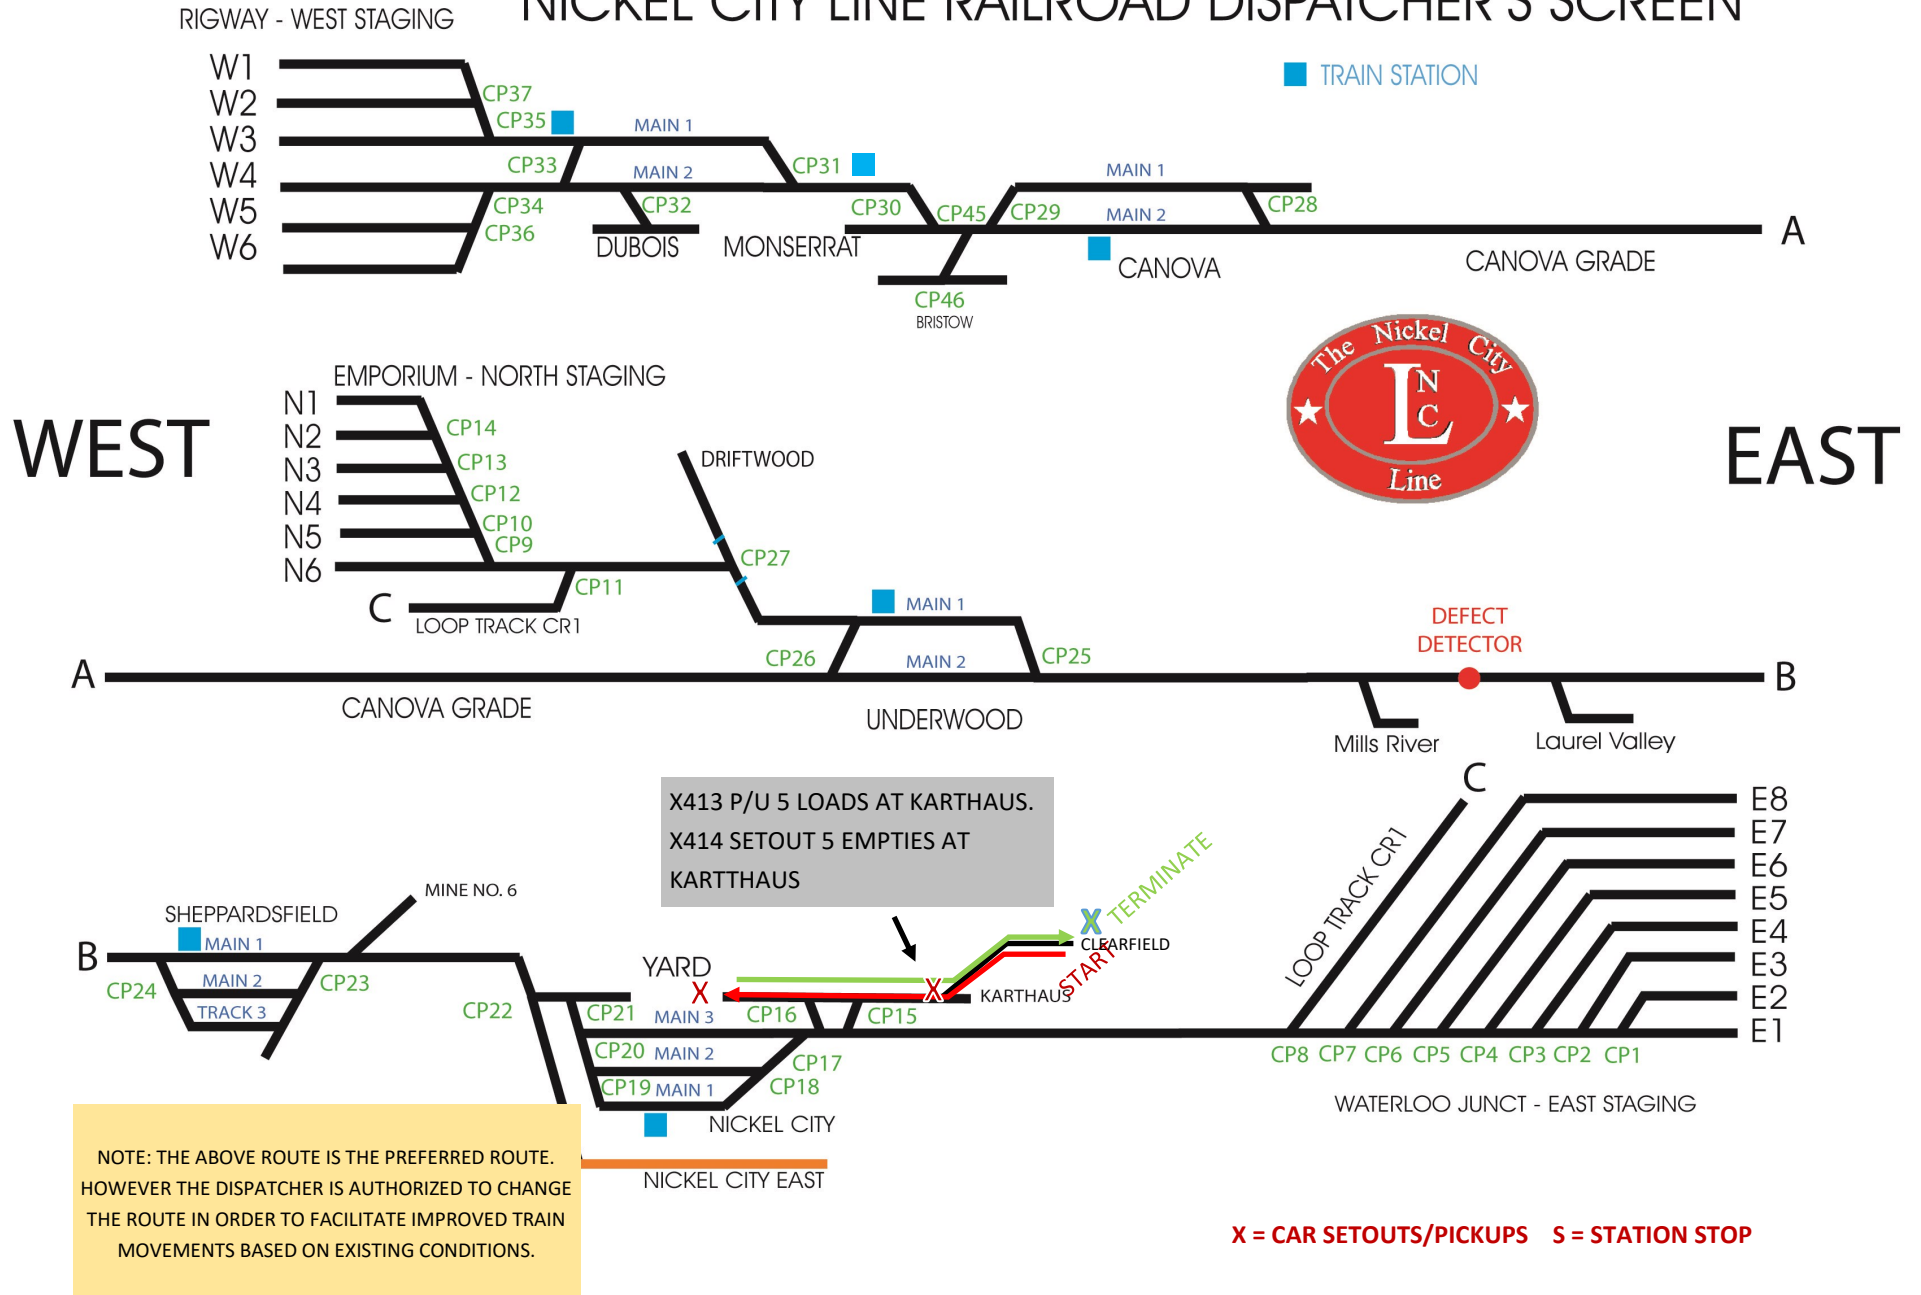 NICKEL CITY LINE RAILROAD DISPATCHER'S SCREEN
RIGWAY - WEST STAGING
TRAIN STATION
W1
W2
W3
W4
W5
W6
CP37
CP35
MAIN 1
CP33
MAIN 2
CP31
CP34
CP32
CP36
DUBOIS
MONSERRAT
CP30
CP45
CP29
MAIN 1
MAIN 2
CP28
A
CANOVA
CANOVA GRADE
CP46
BRISTOW
The Nickel City
L N C
Line
WEST
EAST
EMPORIUM - NORTH STAGING
N1
N2
N3
N4
N5
N6
CP14
CP13
CP12
CP10
CP9
CP11
C
LOOP TRACK CR1
DRIFTWOOD
CP27
MAIN 1
CP26
MAIN 2
CP25
DEFECT
DETECTOR
A
B
CANOVA GRADE
UNDERWOOD
Mills River
Laurel Valley
X413 P/U 5 LOADS AT KARTHAUS.
X414 SETOUT 5 EMPTIES AT
KARTTHAUS
TERMINATE
X
CLEARFIELD
START
X
KARTHAUS
C
LOOP TRACK CR1
E8
E7
E6
E5
E4
E3
E2
E1
MINE NO. 6
SHEPPARDSFIELD
B
MAIN 1
MAIN 2
TRACK 3
CP24
CP23
YARD
X
CP22
CP21
MAIN 3
CP16
CP15
CP20
MAIN 2
CP17
CP19
MAIN 1
CP18
NICKEL CITY
NICKEL CITY EAST
CP8
CP7
CP6
CP5
CP4
CP3
CP2
CP1
WATERLOO JUNCT - EAST STAGING
NOTE: THE ABOVE ROUTE IS THE PREFERRED ROUTE.
HOWEVER THE DISPATCHER IS AUTHORIZED TO CHANGE
THE ROUTE IN ORDER TO FACILITATE IMPROVED TRAIN
MOVEMENTS BASED ON EXISTING CONDITIONS.
X = CAR SETOUTS/PICKUPS S = STATION STOP